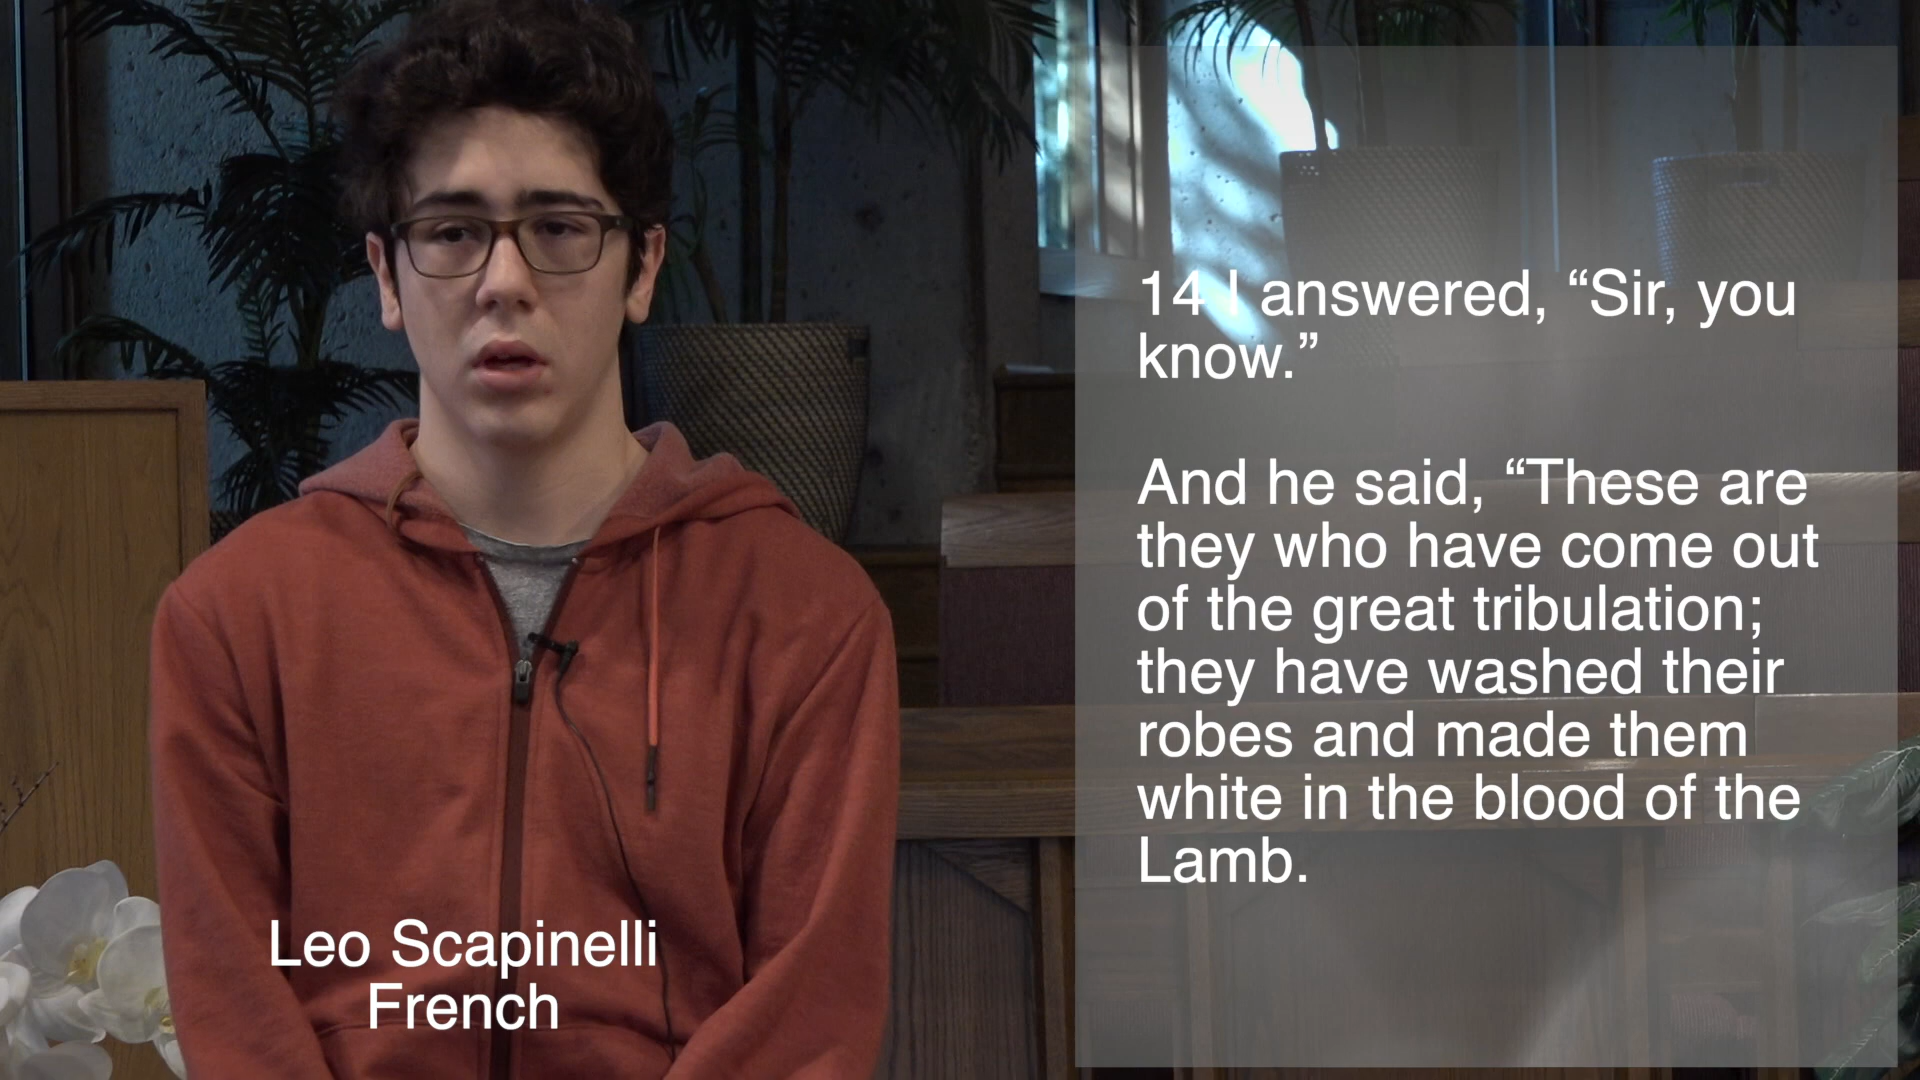 14 I answered, “Sir, you
know.”
And he said, “These are
they who have come out
of the great tribulation;
they have washed their
robes and made them
white in the blood of the
Lamb.
Leo Scapinelli
French